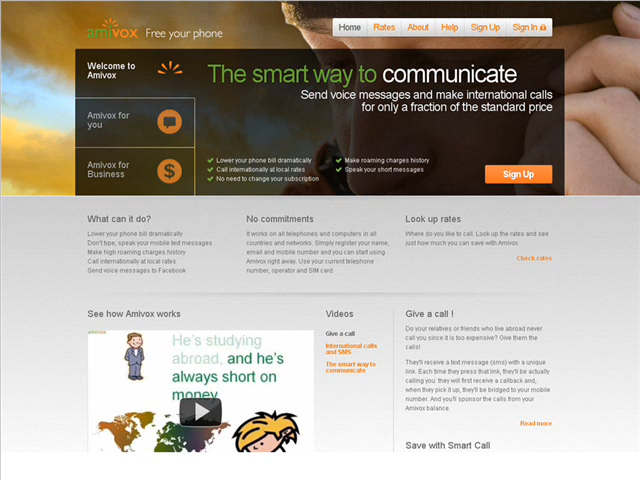 amivox Free your phone
Home Rates About Help Sign Up Sign In
Welcome to
Amivox
Amivox for
you
Amivox for
Business
$
The smart way to communicate
Send voice messages and make international calls
for only a fraction of the standard price
Lower your phone bill dramatically
Call internationally at local rates
No need to change your subscription
Make roaming charges history
Speak your short messages
Sign Up
What can it do?
Lower your phone bill dramatically
Don't type, speak your mobile text messages
Make high roaming charges history
Call internationally at local rates
Send voice messages to Facebook
No commitments
It works on all telephones and computers in all
countries and networks. Simply register your name,
email and mobile number and you can start using
Amivox right away. Use your current telephone
number, operator and SIM card
Look up rates
Where do you like to call. Look up the rates and see
just how much you can save with Amivox.
Check rates
See how Amivox works
amivox
He's studying
abroad, and he's
always short on
money
Videos
Give a call
International calls
and SMS
The smart way to
communicate
Give a call !
Do your relatives or friends who live abroad never
call you since it is too expensive? Give them the
calls!
They'll receive a text message (sms) with a unique
link. Each time they press that link, they'll be actually
calling you: they will first receive a callback and,
when they pick it up, they'll be bridged to your mobile
number. And you'll sponsor the calls from your
Amivox balance.
Read more
Save with Smart Call